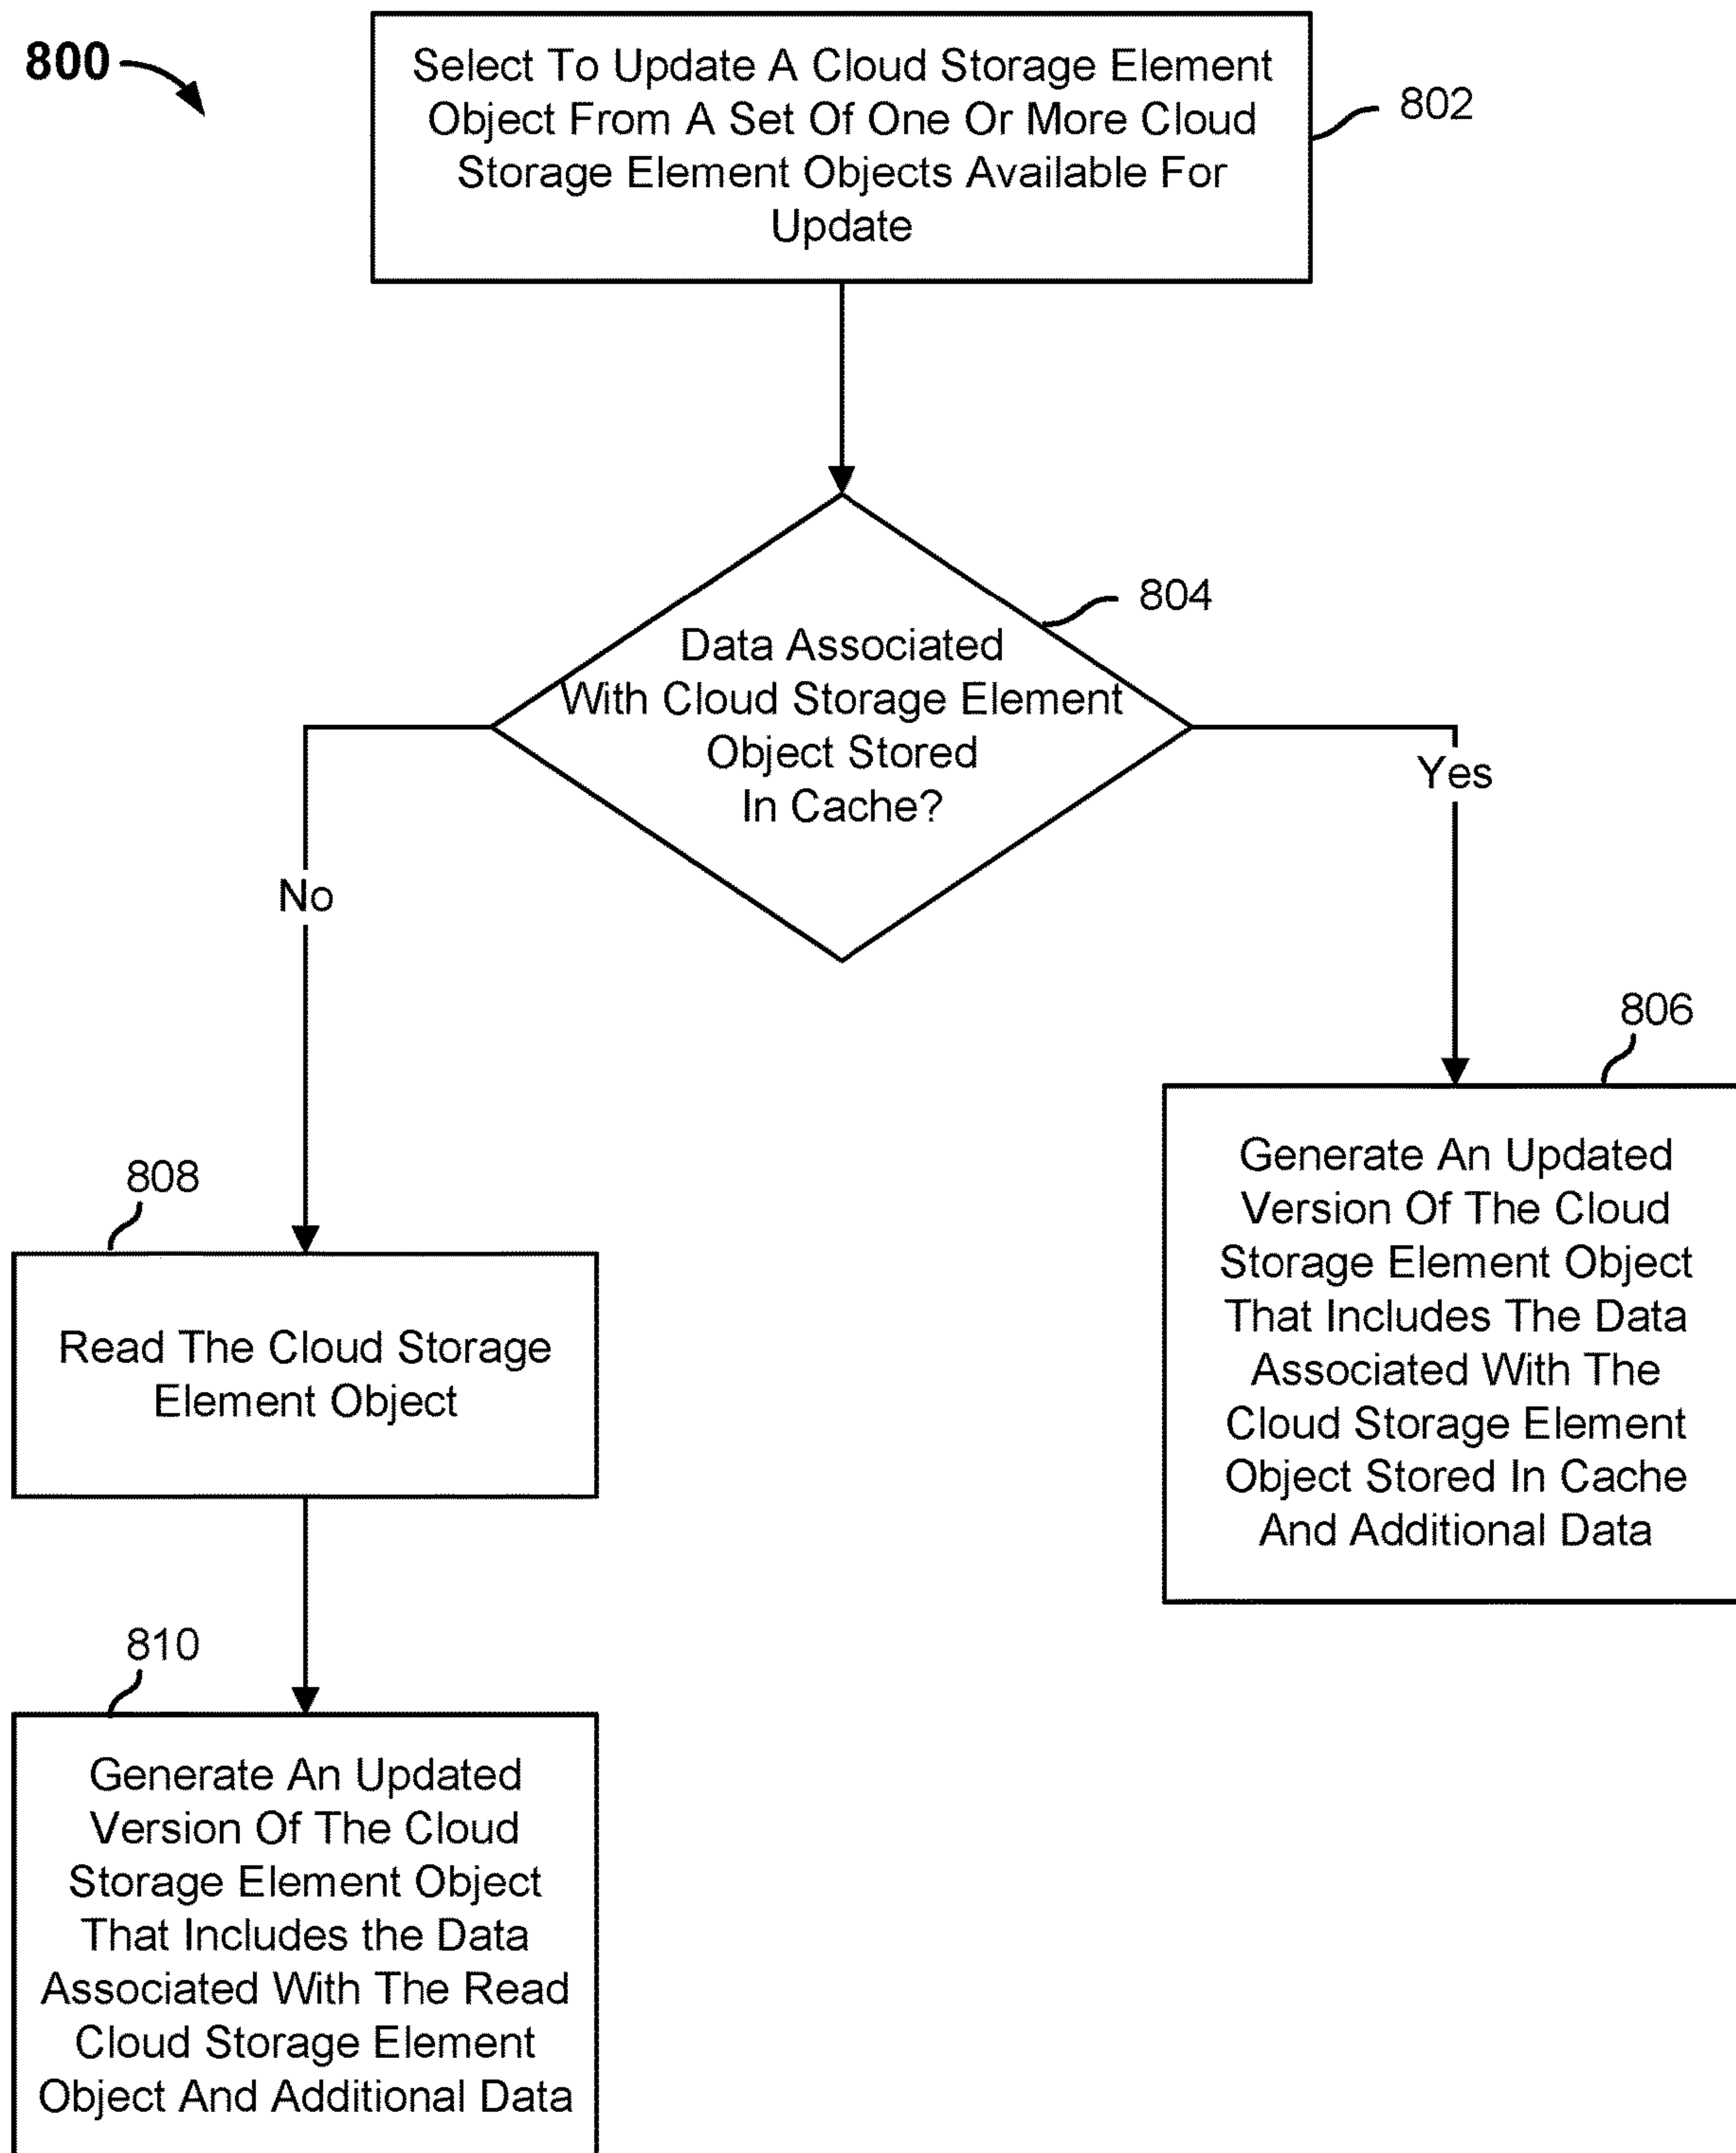 800
Select To Update A Cloud Storage Element
Object From A Set Of One Or More Cloud
Storage Element Objects Available For
Update
802
804
Data Associated
With Cloud Storage Element
Object Stored
In Cache?
Yes
No
806
Generate An Updated
Version Of The Cloud
Storage Element Object
That Includes The Data
Associated With The
Cloud Storage Element
Object Stored In Cache
And Additional Data
808
Read The Cloud Storage
Element Object
810
Generate An Updated
Version Of The Cloud
Storage Element Object
That Includes the Data
Associated With The Read
Cloud Storage Element
Object And Additional Data